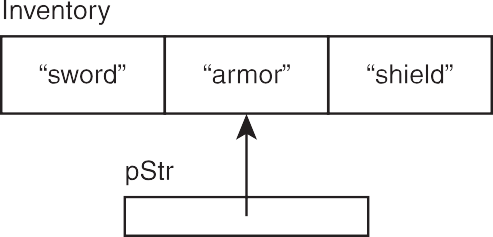 Inventory
“sword” “armor” “shield”
pStr